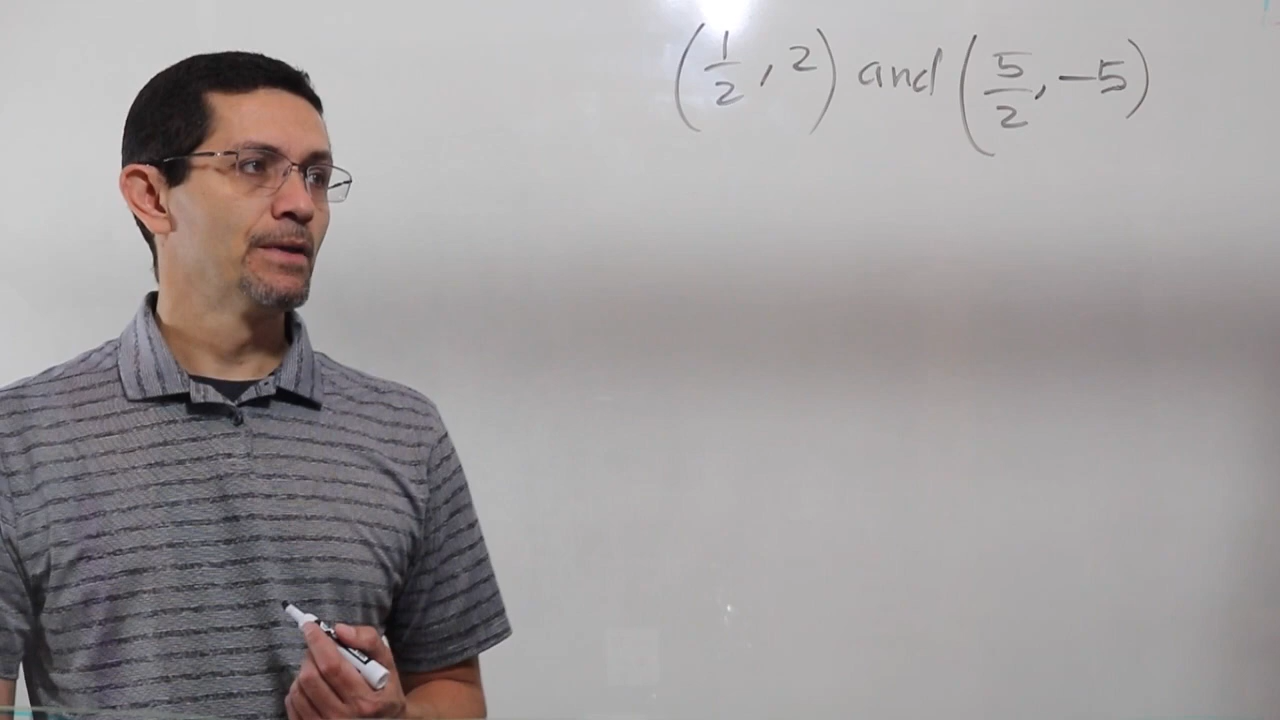 (1/2, 2) and (5/2, -5)